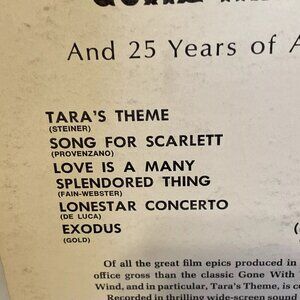 And 25 Years of
TARA'S THEME
(STEINER)
SONG FOR SCARLETT
(PROVENZANO)
LOVE IS A MANY
SPLENDORED THING
(FAIN-WEBSTER)
LONESTAR CONCERTO
(DE LUCA)
EXODUS
(GOLD)
Of all the great film epics produced in
office gross than the classic Gone With
Wind, and in particular, Tara's Theme, is
Recorded in thrilling wide-screen